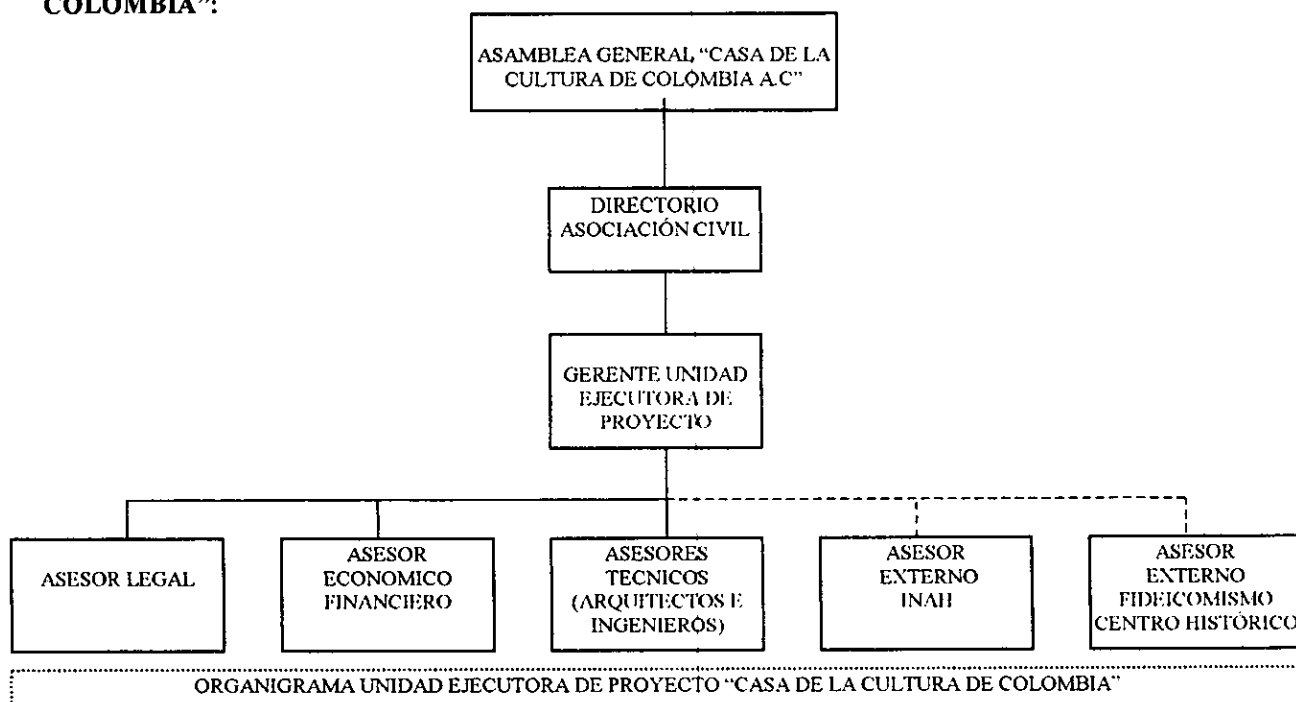 COLOMBIA":
ASAMBLEA GENERAL "CASA DE LA
CULTURA DE COLOMBIA A.C"
DIRECTORIO
ASOCIACIÓN CIVIL
GERENTE UNIDAD
EJECUTORA DE
PROYECTO
ASESOR LEGAL
ASESOR
ECONOMICO
FINANCIERO
ASESORES
TECNICOS
(ARQUITECTOS E
INGENIEROS)
ASESOR
EXTERNO
INAH
ASESOR
EXTERNO
FIDEICOMISMO
CENTRO HISTÓRICO
ORGANIGRAMA UNIDAD EJECUTORA DE PROYECTO "CASA DE LA CULTURA DE COLOMBIA"